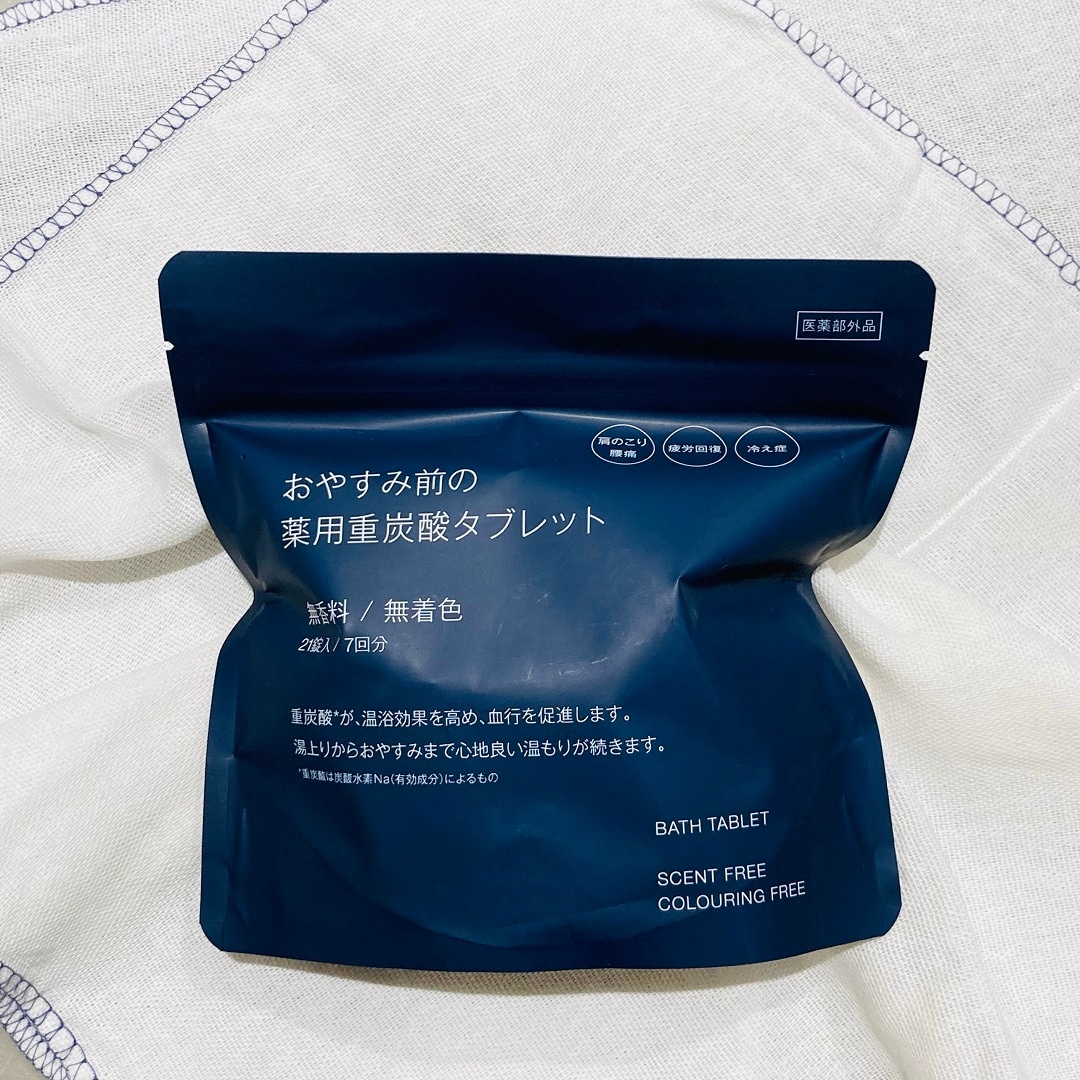 医薬部外品
肩のこり
腰痛
疲労回復
冷え症
おやすみ前の
薬用重炭酸タブレット
無香料 / 無着色
21錠入 / 7回分
重炭酸*が、温浴効果を高め、血行を促進します。
湯上りからおやすみまで心地良い温もりが続きます。
*重炭酸は炭酸水素Na(有効成分)によるもの
BATH TABLET
SCENT FREE
COLOURING FREE